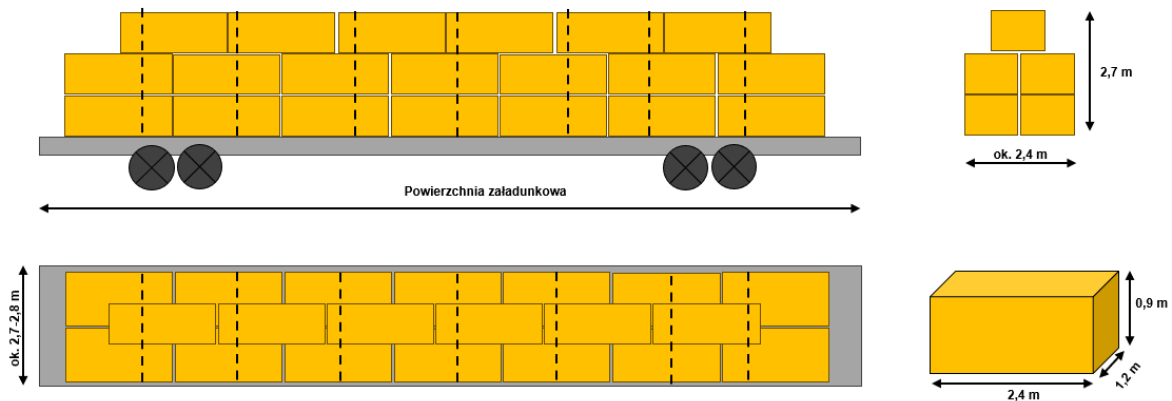 2,7 m
ok. 2,4 m
Powierzchnia załadunkowa
ok. 2,7-2,8 m
0,9 m
1,2 m
2,4 m